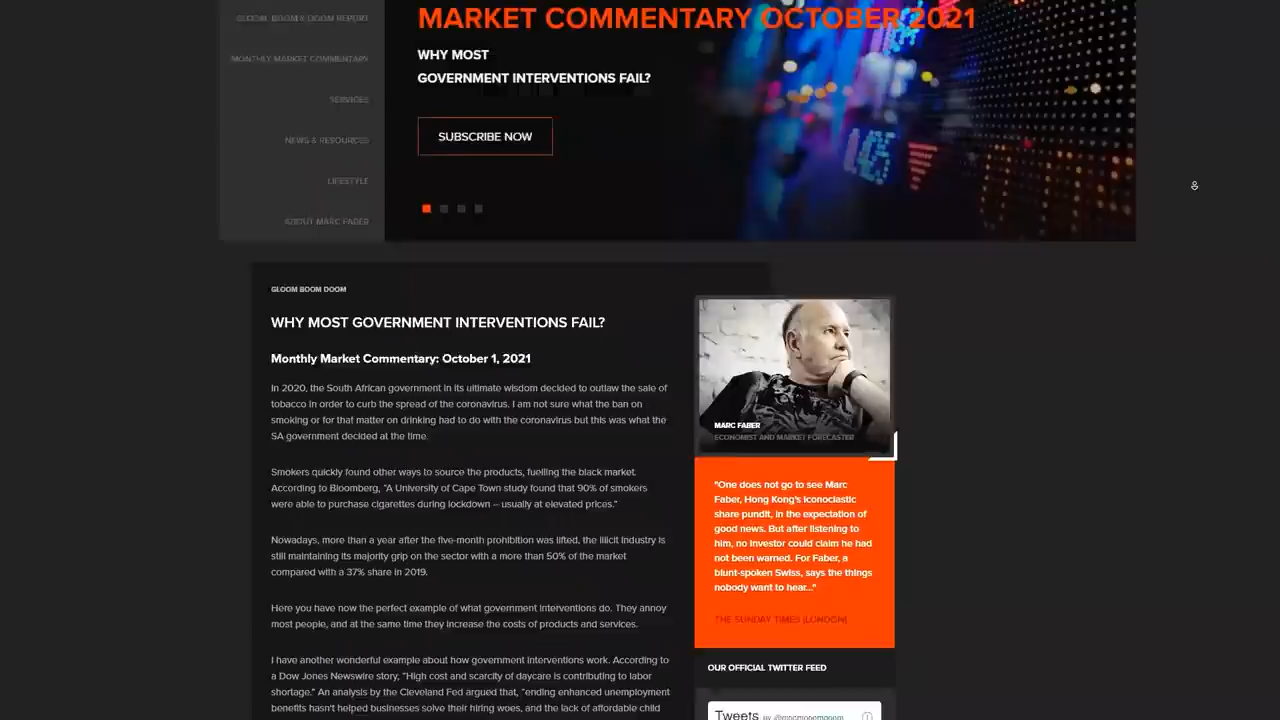 GLOOM, BOOM & DOOM REPORT
MONTHLY MARKET COMMENTARY
SERVICES
NEWS & RESOURCES
LIFESTYLE
ABOUT MARC FABER
MARKET COMMENTARY OCTOBER 2021
WHY MOST
GOVERNMENT INTERVENTIONS FAIL?
SUBSCRIBE NOW
GLOOM BOOM DOOM
WHY MOST GOVERNMENT INTERVENTIONS FAIL?
Monthly Market Commentary: October 1, 2021
In 2020, the South African government in its ultimate wisdom decided to outlaw the sale of
tobacco in order to curb the spread of the coronavirus. I am not sure what the ban on
smoking or for that matter on drinking had to do with the coronavirus but this was what the
SA government decided at the time.
Smokers quickly found other ways to source the products, fuelling the black market.
According to Bloomberg, “A University of Cape Town study found that 90% of smokers
were able to purchase cigarettes during lockdown – usually at elevated prices.”
Nowadays, more than a year after the five-month prohibition was lifted, the illicit industry is
still maintaining its majority grip on the sector with a more than 50% of the market
compared with a 37% share in 2019.
Here you have now the perfect example of what government interventions do. They annoy
most people, and at the same time they increase the costs of products and services.
I have another wonderful example about how government interventions work. According to
a Dow Jones Newswire story, “High cost and scarcity of daycare is contributing to labor
shortage.” An analysis by the Cleveland Fed argued that, “ending enhanced unemployment
benefits hasn't helped businesses solve their hiring woes, and the lack of affordable child
MARC FABER
ECONOMIST AND MARKET FORECASTER
"One does not go to see Marc
Faber, Hong Kong's iconoclastic
share pundit, in the expectation of
good news. But after listening to
him, no investor could claim he had
not been warned. For Faber, a
blunt-spoken Swiss, says the things
nobody want to hear..."
THE SUNDAY TIMES (LONDON)
OUR OFFICIAL TWITTER FEED
Tweets by